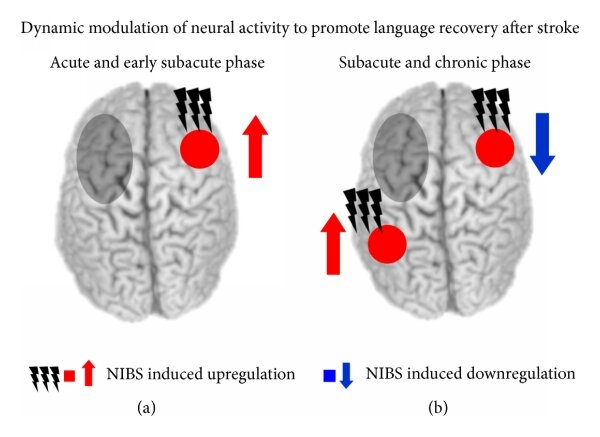 Dynamic modulation of neural activity to promote language recovery after stroke
Acute and early subacute phase
Subacute and chronic phase
NIBS induced upregulation
NIBS induced downregulation
(a)
(b)